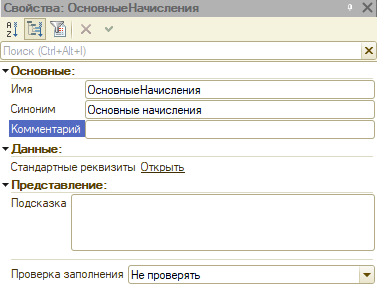 Свойства: ОсновныеНачисления
Поиск (Ctrl+Alt+I)
Основные:
Имя ОсновныеНачисления
Синоним Основные начисления
Комментарий
Данные:
Стандартные реквизиты Открыть
Представление:
Подсказка
Проверка заполнения Не проверять